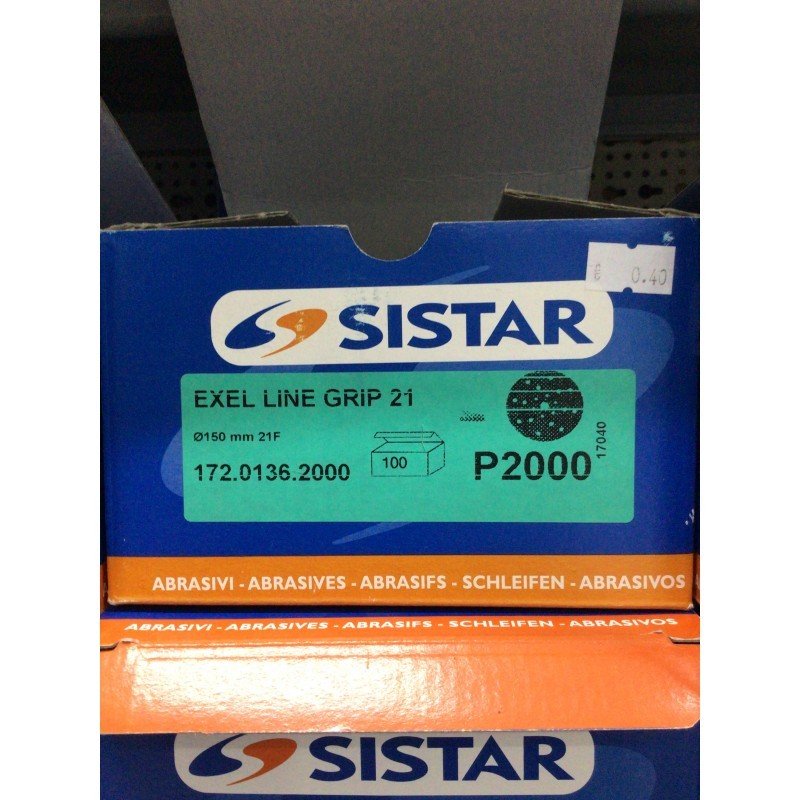 0.40
SISTAR
EXEL LINE GRIP 21
Ø150 mm 21F
172.0136.2000
100
P2000
17040
ABRASIVI - ABRASIVES - ABRASIFS - SCHLEIFEN - ABRASIVOS
ABRASIVI - ABRASIVES - ABRASIFS - SCHLEIFEN - ABRASIVOS
SISTAR